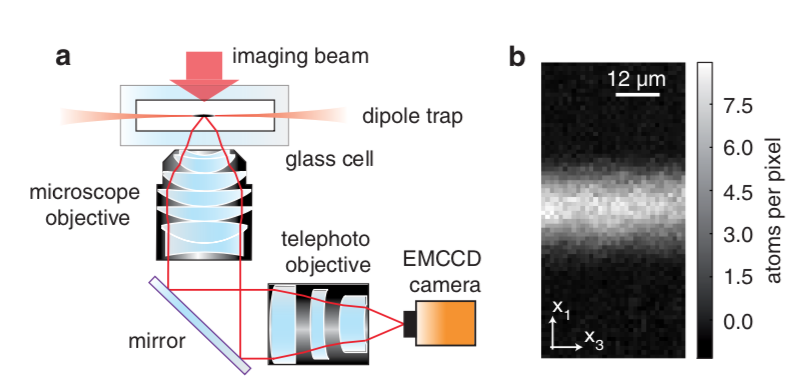 a
imaging beam
dipole trap
glass cell
microscope
objective
telephoto
objective
EMCCD
camera
mirror
b
12 µm
x₁
x₃
7.5
6.0
4.5
3.0
1.5
0.0
atoms per pixel